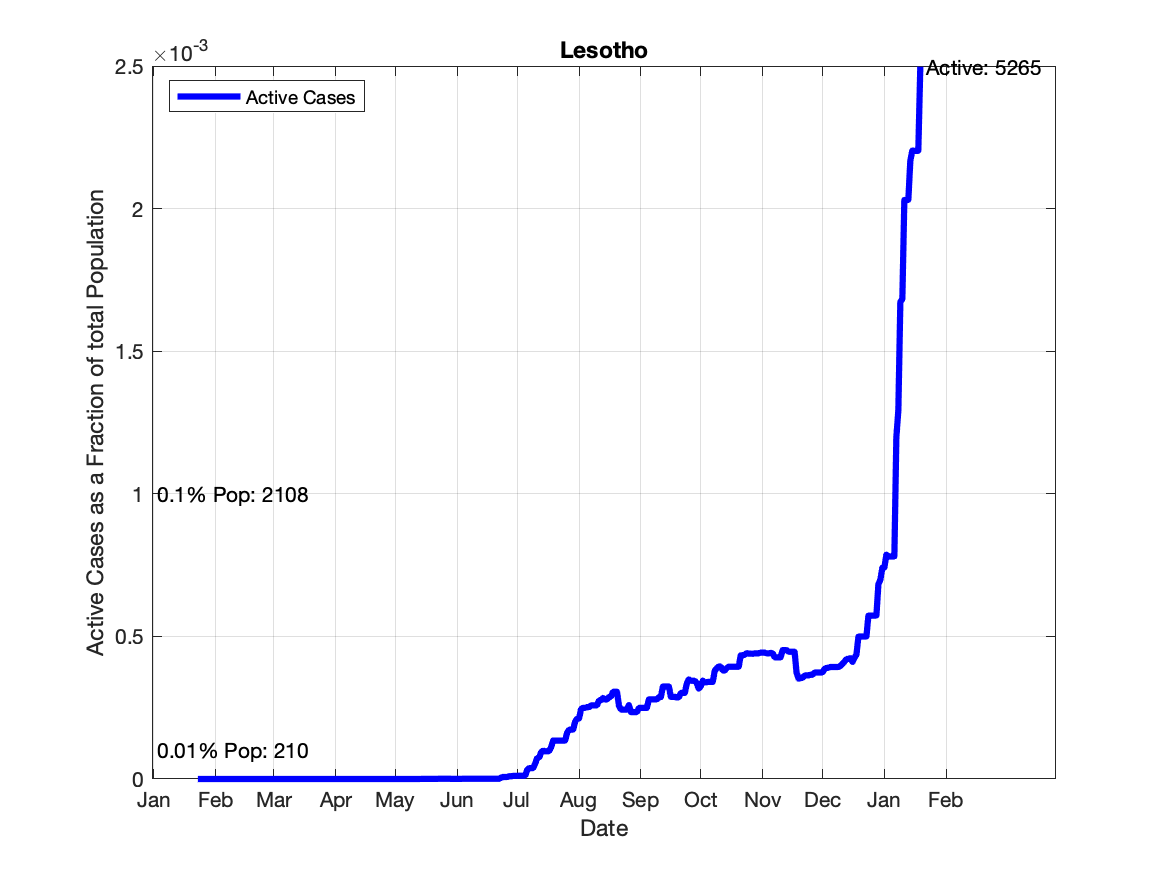 Lesotho
×10-3
2.5
Active: 5265
Active Cases
2
1.5
1
0.1% Pop: 2108
0.5
0.01% Pop: 210
0
Jan Feb Mar Apr May Jun Jul Aug Sep Oct Nov Dec Jan Feb
Date
Active Cases as a Fraction of total Population